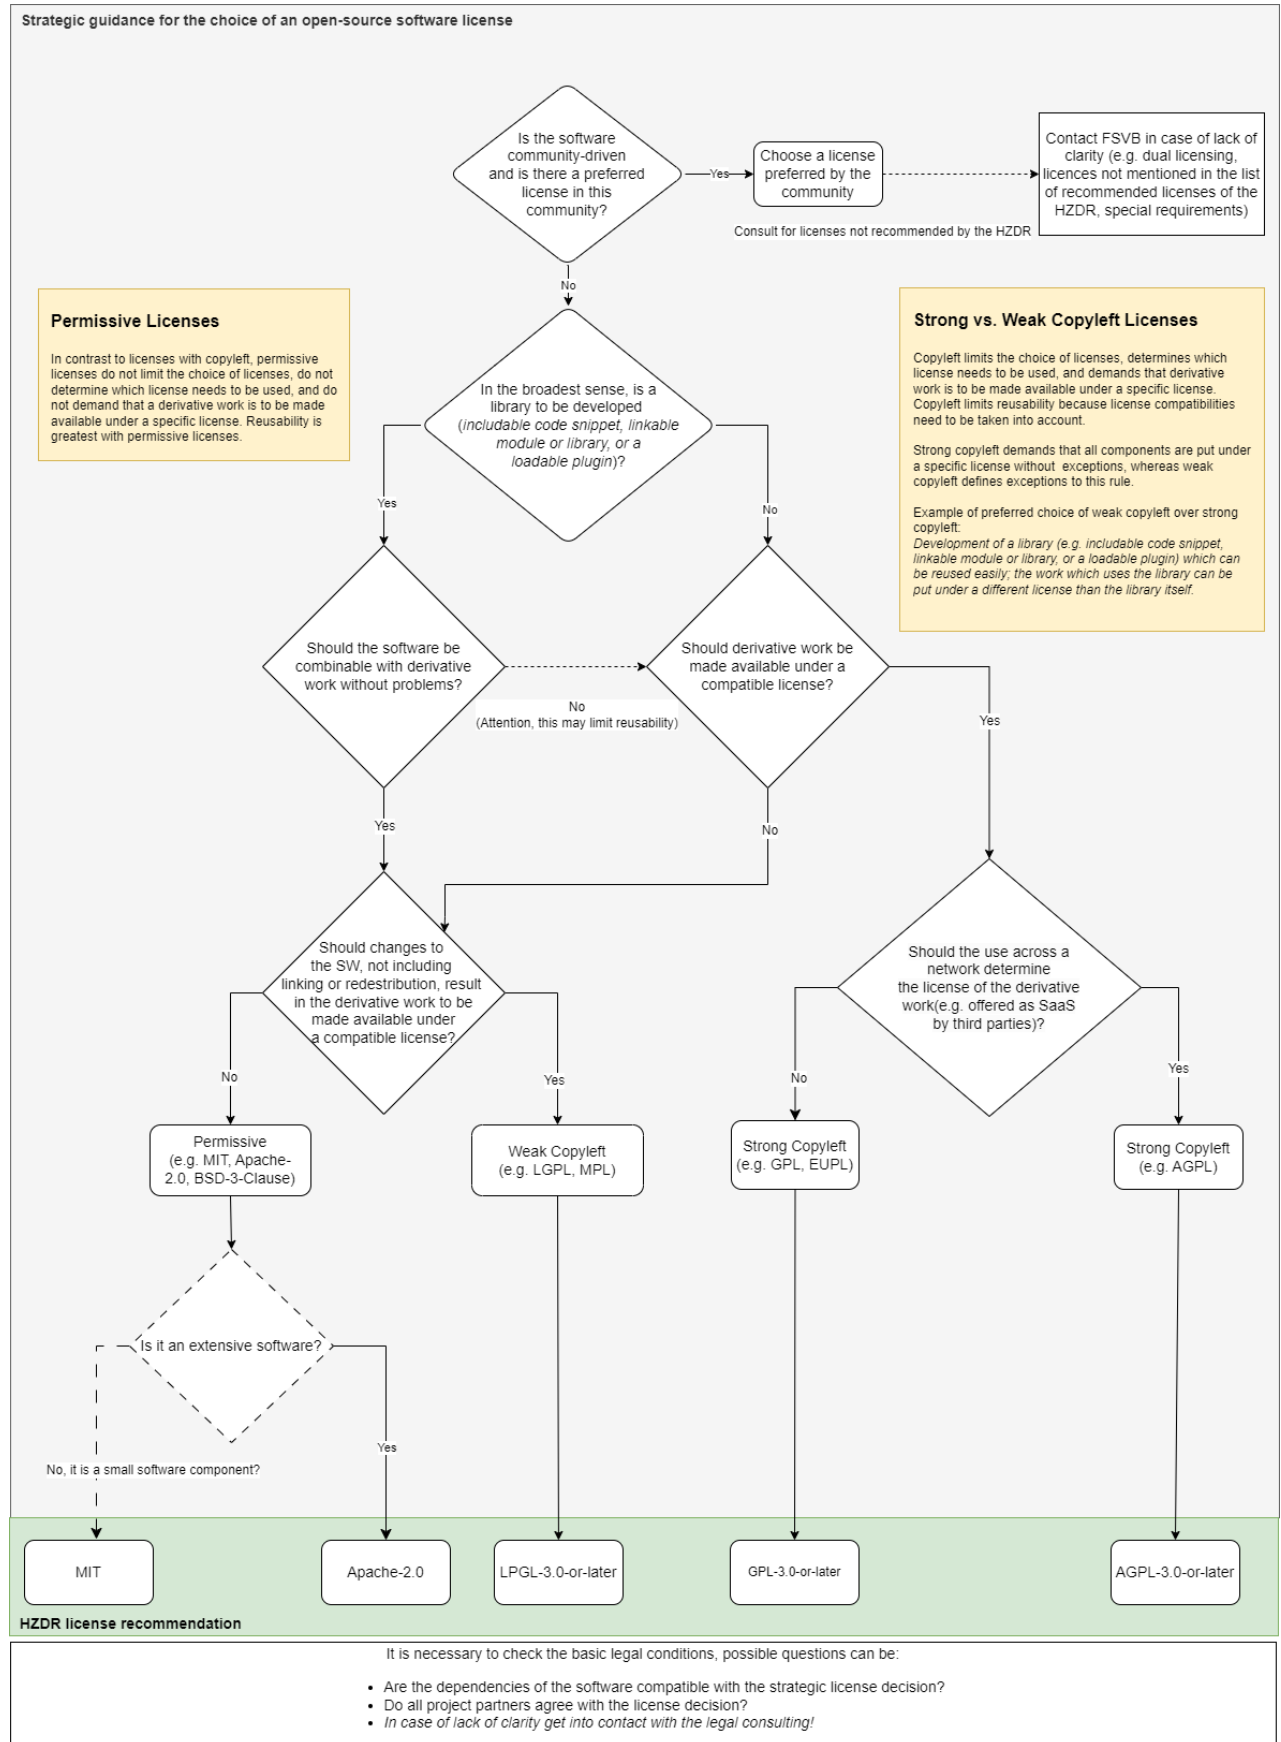 Strategic guidance for the choice of an open-source software license
Is the software
community-driven
and is there a preferred
license in this
community?
Yes
Choose a license
preferred by the
community
Contact FSVB in case of lack of
clarity (e.g. dual licensing,
licences not mentioned in the list
of recommended licenses of the
HZDR, special requirements)
Consult for licenses not recommended by the HZDR
No
Permissive Licenses
In contrast to licenses with copyleft, permissive
licenses do not limit the choice of licenses, do not
determine which license needs to be used, and do
not demand that a derivative work is to be made
available under a specific license. Reusability is
greatest with permissive licenses.
In the broadest sense, is a
library to be developed
(includable code snippet, linkable
module or library, or a
loadable plugin)?
Strong vs. Weak Copyleft Licenses
Copyleft limits the choice of licenses, determines which
license needs to be used, and demands that derivative
work is to be made available under a specific license.
Copyleft limits reusability because license compatibilities
need to be taken into account.
Strong copyleft demands that all components are put under
a specific license without  exceptions, whereas weak
copyleft defines exceptions to this rule.
Example of preferred choice of weak copyleft over strong
copyleft:
Development of a library (e.g. includable code snippet,
linkable module or library, or a loadable plugin) which can
be reused easily; the work which uses the library can be
put under a different license than the library itself.
Yes
No
Should the software be
combinable with derivative
work without problems?
No
(Attention, this may limit reusability)
Should derivative work be
made available under a
compatible license?
Yes
Yes
No
Should changes to
the SW, not including
linking or redestribution, result
in the derivative work to be
made available under
a compatible license?
Should the use across a
network determine
the license of the derivative
work(e.g. offered as SaaS
by third parties)?
No
Yes
No
Yes
Permissive
(e.g. MIT, Apache-
2.0, BSD-3-Clause)
Weak Copyleft
(e.g. LGPL, MPL)
Strong Copyleft
(e.g. GPL, EUPL)
Strong Copyleft
(e.g. AGPL)
Is it an extensive software?
Yes
No, it is a small software component?
MIT
Apache-2.0
LPGL-3.0-or-later
GPL-3.0-or-later
AGPL-3.0-or-later
HZDR license recommendation
It is necessary to check the basic legal conditions, possible questions can be:
• Are the dependencies of the software compatible with the strategic license decision?
• Do all project partners agree with the license decision?
• In case of lack of clarity get into contact with the legal consulting!